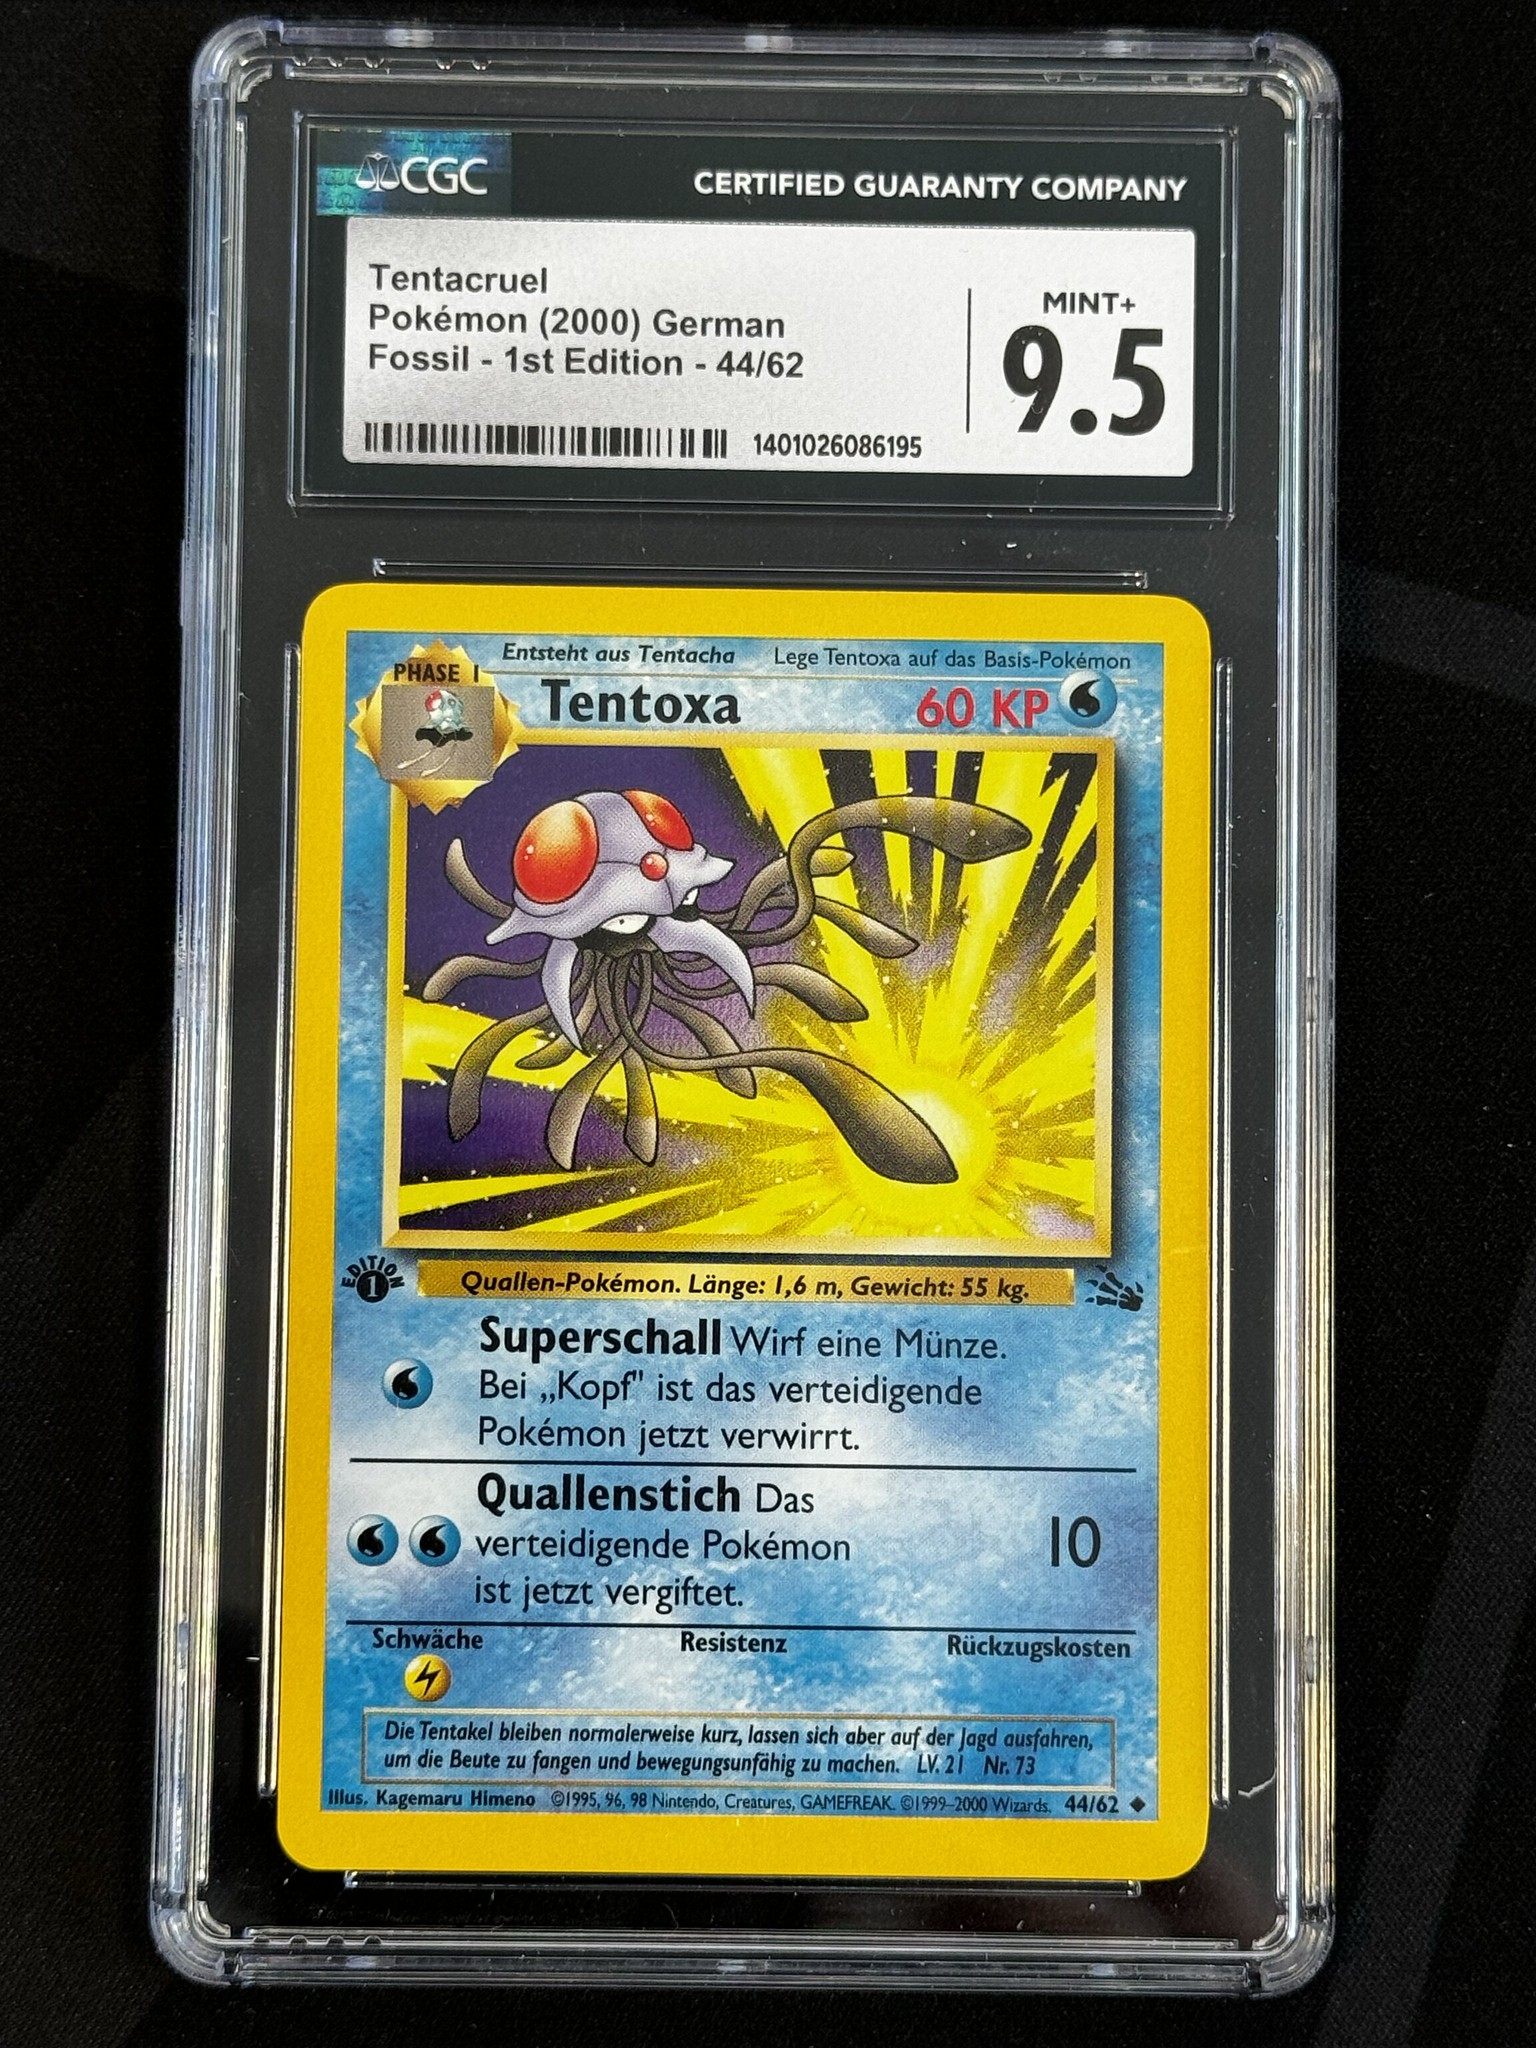 CGC
CERTIFIED GUARANTY COMPANY
Tentacruel
Pokémon (2000) German
Fossil - 1st Edition - 44/62
1401026086195
MINT+
9.5
PHASE 1
Entsteht aus Tentacha
Lege Tentoxa auf das Basis-Pokémon
Tentoxa
60 KP
EDITION
1
Quallen-Pokémon. Länge: 1,6 m, Gewicht: 55 kg.
Superschall Wirf eine Münze.
Bei „Kopf" ist das verteidigende
Pokémon jetzt verwirrt.
Quallenstich Das
verteidigende Pokémon
ist jetzt vergiftet.
10
Schwäche
Resistenz
Rückzugskosten
Die Tentakel bleiben normalerweise kurz, lassen sich aber auf der Jagd ausfahren,
um die Beute zu fangen und bewegungsunfähig zu machen. LV. 21 Nr. 73
Illus. Kagemaru Himeno ©1995, 96, 98 Nintendo, Creatures, GAMEFREAK. ©1999–2000 Wizards. 44/62